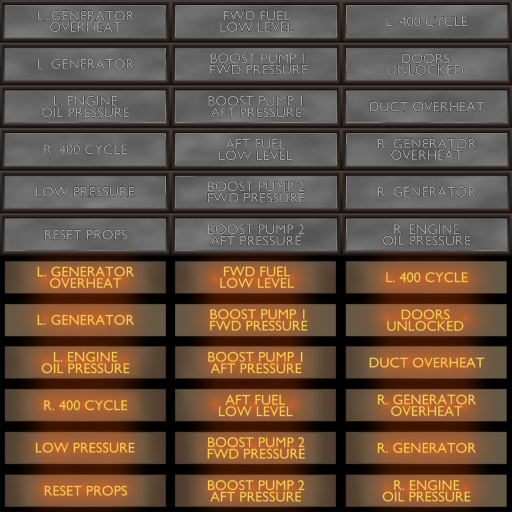 L. GENERATOR
OVERHEAT
FWD FUEL
LOW LEVEL
L. 400 CYCLE
L. GENERATOR
BOOST PUMP 1
FWD PRESSURE
DOORS
UNLOCKED
L. ENGINE
OIL PRESSURE
BOOST PUMP 1
AFT PRESSURE
DUCT OVERHEAT
R. 400 CYCLE
AFT FUEL
LOW LEVEL
R. GENERATOR
OVERHEAT
LOW PRESSURE
BOOST PUMP 2
FWD PRESSURE
R. GENERATOR
RESET PROPS
BOOST PUMP 2
AFT PRESSURE
R. ENGINE
OIL PRESSURE
L. GENERATOR
OVERHEAT
FWD FUEL
LOW LEVEL
L. 400 CYCLE
L. GENERATOR
BOOST PUMP 1
FWD PRESSURE
DOORS
UNLOCKED
L. ENGINE
OIL PRESSURE
BOOST PUMP 1
AFT PRESSURE
DUCT OVERHEAT
R. 400 CYCLE
AFT FUEL
LOW LEVEL
R. GENERATOR
OVERHEAT
LOW PRESSURE
BOOST PUMP 2
FWD PRESSURE
R. GENERATOR
RESET PROPS
BOOST PUMP 2
AFT PRESSURE
R. ENGINE
OIL PRESSURE